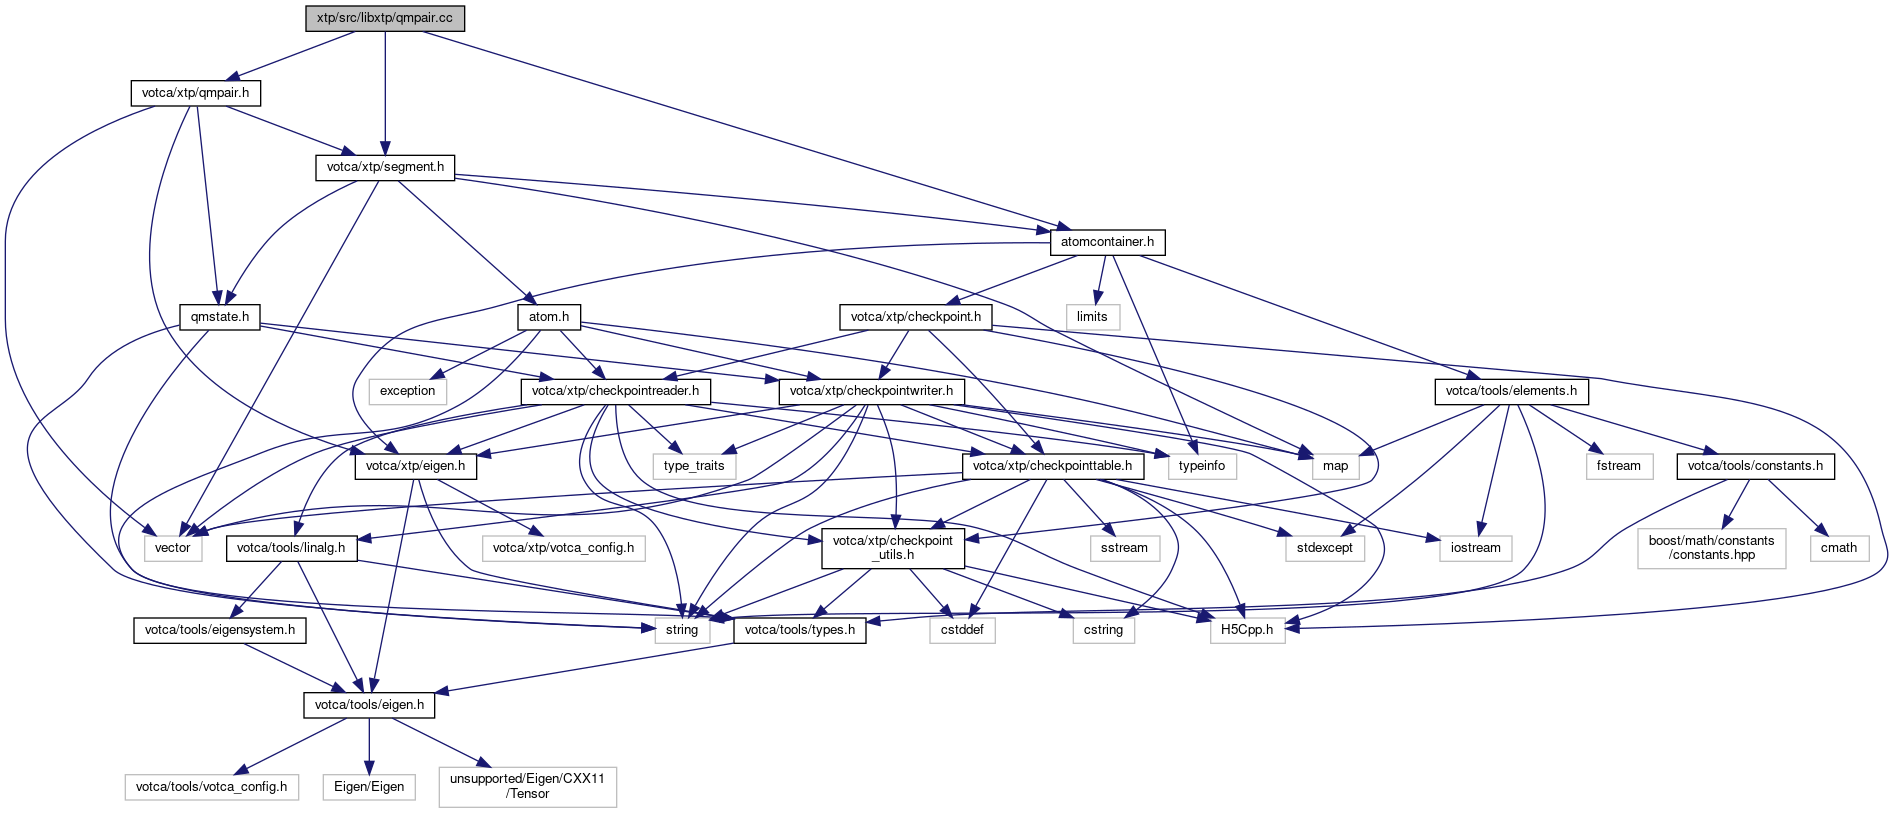 xtp/src/libxtp/qmpair.cc
votca/xtp/qmpair.h
votca/xtp/segment.h
atomcontainer.h
qmstate.h
atom.h
votca/xtp/checkpoint.h
limits
exception
votca/xtp/checkpointreader.h
votca/xtp/checkpointwriter.h
votca/tools/elements.h
votca/xtp/eigen.h
type_traits
votca/xtp/checkpointtable.h
typeinfo
map
fstream
votca/tools/constants.h
vector
votca/tools/linalg.h
votca/xtp/votca_config.h
votca/xtp/checkpoint
_utils.h
sstream
stdexcept
iostream
boost/math/constants
/constants.hpp
cmath
votca/tools/eigensystem.h
string
votca/tools/types.h
cstddef
cstring
H5Cpp.h
votca/tools/eigen.h
votca/tools/votca_config.h
Eigen/Eigen
unsupported/Eigen/CXX11
/Tensor